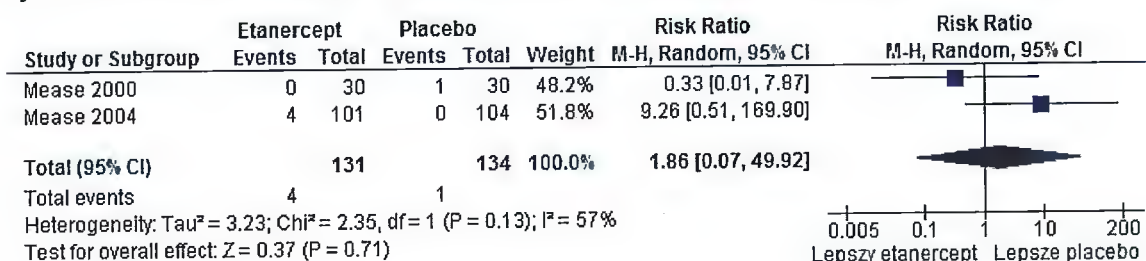 Etanercept Placebo Risk Ratio Risk Ratio
Study or Subgroup Events Total Events Total Weight M-H, Random, 95% CI M-H, Random, 95% CI
Mease 2000 0 30 1 30 48.2% 0.33 [0.01, 7.87]
Mease 2004 4 101 0 104 51.8% 9.26 [0.51, 169.90]
Total (95% CI) 131 134 100.0% 1.86 [0.07, 49.92]
Total events 4 1
Heterogeneity: Tau² = 3.23; Chi² = 2.35, df = 1 (P = 0.13); I² = 57%
Test for overall effect: Z = 0.37 (P = 0.71)
0.005 0.1 1 10 200
Lepszy etanercept Lepsze placebo